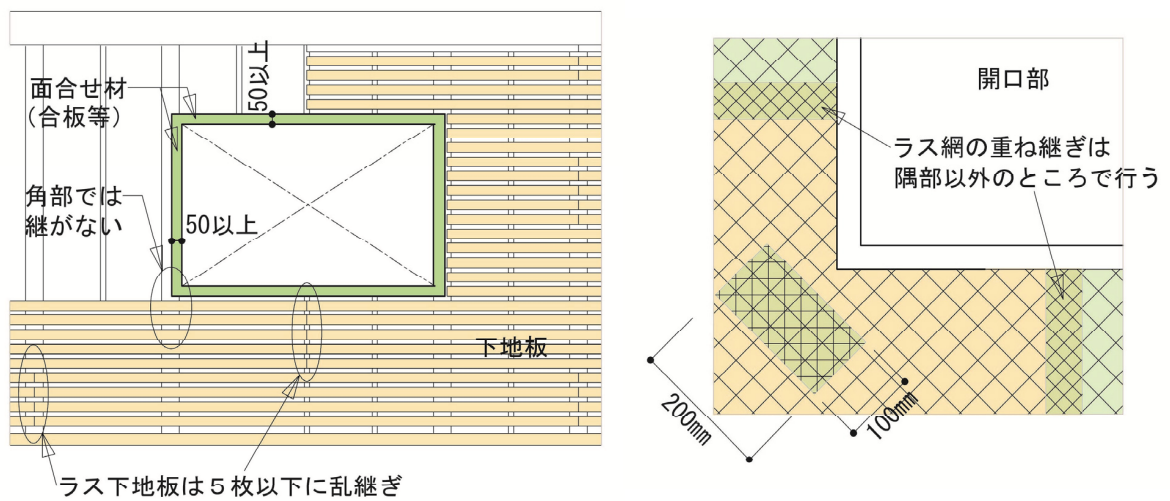 面合せ材
(合板等)
50以上
角部では
継がない
50以上
下地板
ラス下地板は5枚以下に乱継ぎ
開口部
ラス網の重ね継ぎは
隅部以外のところで行う
200mm
100mm